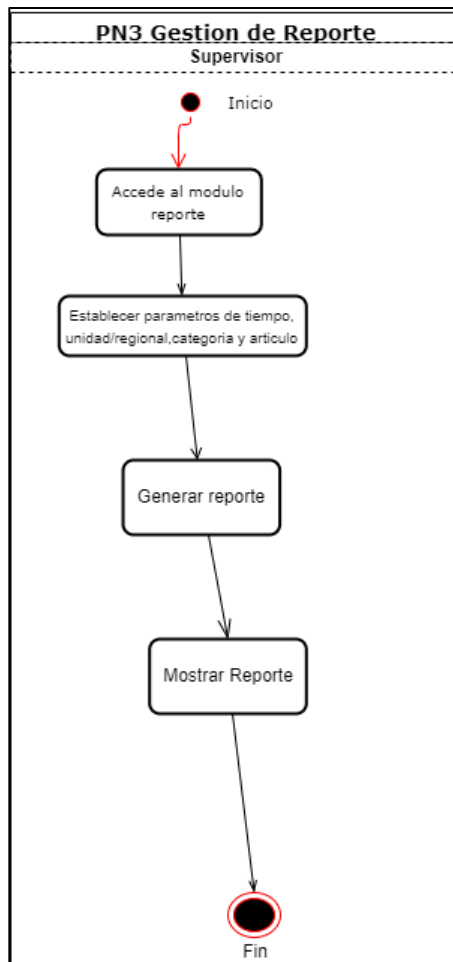 PN3 Gestion de Reporte
Supervisor
Inicio
Accede al modulo
reporte
Establecer parametros de tiempo,
unidad/regional,categoria y articulo
Generar reporte
Mostrar Reporte
Fin